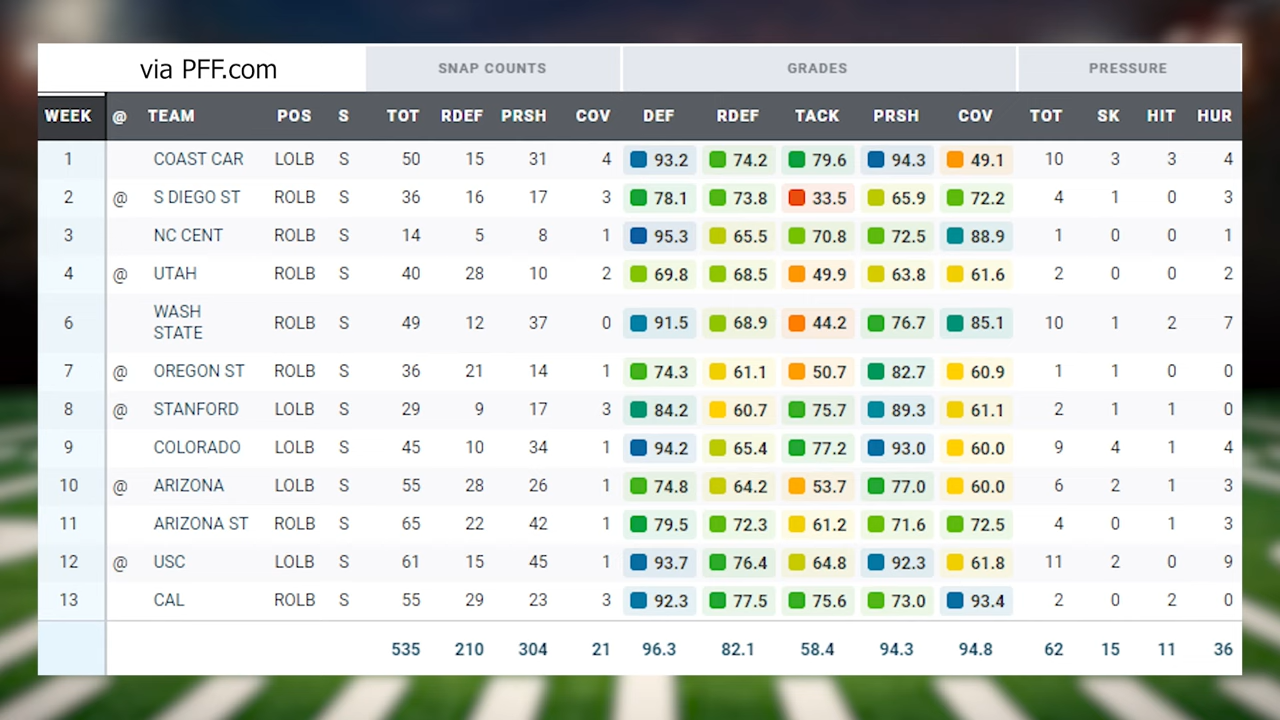 via PFF.com SNAP COUNTS GRADES PRESSURE
WEEK @ TEAM POS S TOT RDEF PRSH COV DEF RDEF TACK PRSH COV TOT SK HIT HUR
1 COAST CAR LOLB S 50 15 31 4 93.2 74.2 79.6 94.3 49.1 10 3 3 4
2 @ S DIEGO ST ROLB S 36 16 17 3 78.1 73.8 33.5 65.9 72.2 4 1 0 3
3 NC CENT ROLB S 14 5 8 1 95.3 65.5 70.8 72.5 88.9 1 0 0 1
4 @ UTAH ROLB S 40 28 10 2 69.8 68.5 49.9 63.8 61.6 2 0 0 2
6 WASH STATE ROLB S 49 12 37 0 91.5 68.9 44.2 76.7 85.1 10 1 2 7
7 @ OREGON ST ROLB S 36 21 14 1 74.3 61.1 50.7 82.7 60.9 1 1 0 0
8 @ STANFORD LOLB S 29 9 17 3 84.2 60.7 75.7 89.3 61.1 2 1 1 0
9 COLORADO LOLB S 45 10 34 1 94.2 65.4 77.2 93.0 60.0 9 4 1 4
10 @ ARIZONA LOLB S 55 28 26 1 74.8 64.2 53.7 77.0 60.0 6 2 1 3
11 ARIZONA ST ROLB S 65 22 42 1 79.5 72.3 61.2 71.6 72.5 4 0 1 3
12 @ USC LOLB S 61 15 45 1 93.7 76.4 64.8 92.3 61.8 11 2 0 9
13 CAL ROLB S 55 29 23 3 92.3 77.5 75.6 73.0 93.4 2 0 2 0
535 210 304 21 96.3 82.1 58.4 94.3 94.8 62 15 11 36